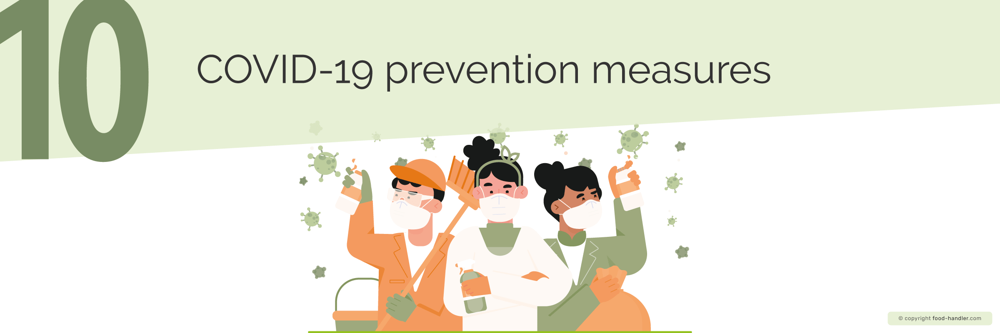 10
COVID-19 prevention measures
© copyright food-handler.com